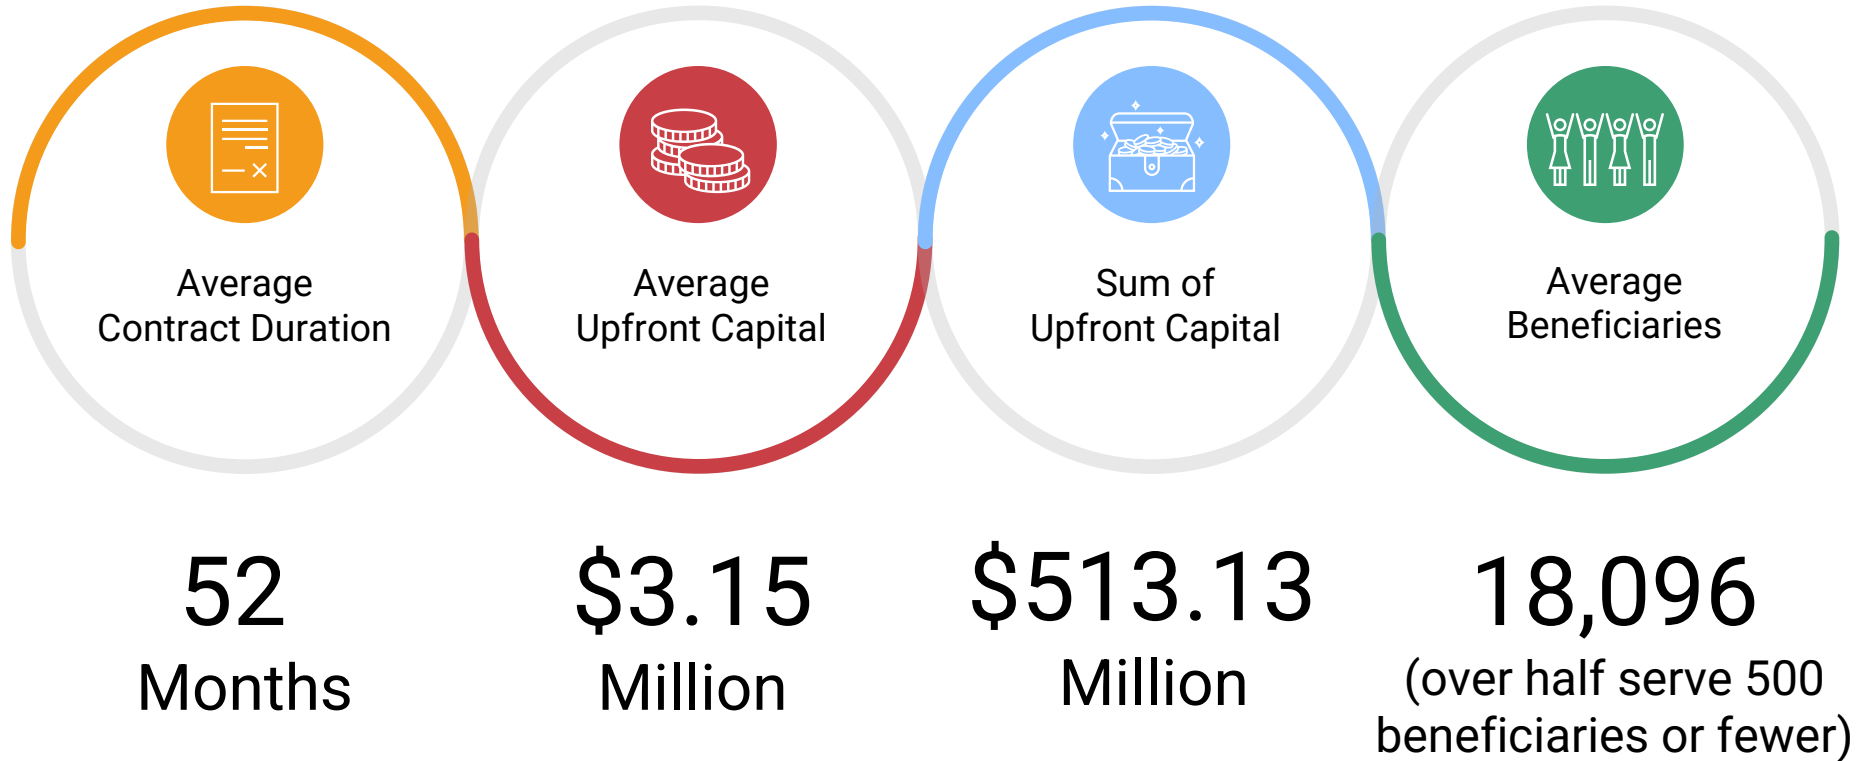 Average
Contract Duration
52
Months
Average
Upfront Capital
$3.15
Million
Sum of
Upfront Capital
$513.13
Million
Average
Beneficiaries
18,096
(over half serve 500
beneficiaries or fewer)